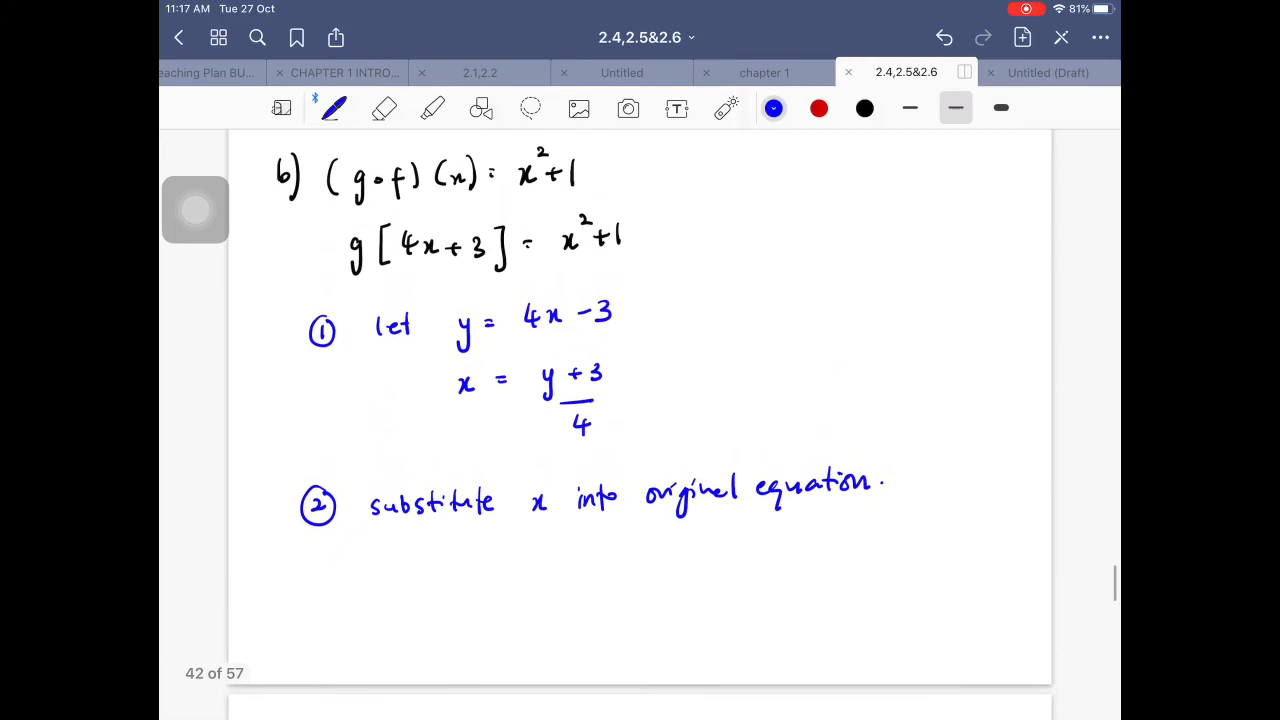 11:17 AM Tue 27 Oct
81%
2.4,2.5&2.6
eaching Plan BU...
CHAPTER 1 INTRO...
2.1,2.2
Untitled
chapter 1
2.4,2.5&2.6
Untitled (Draft)
b) (g∘f)(x) = x²+1
g[4x+3] = x²+1
① let y = 4x - 3
x = y + 3
4
② substitute x into original equation.
42 of 57